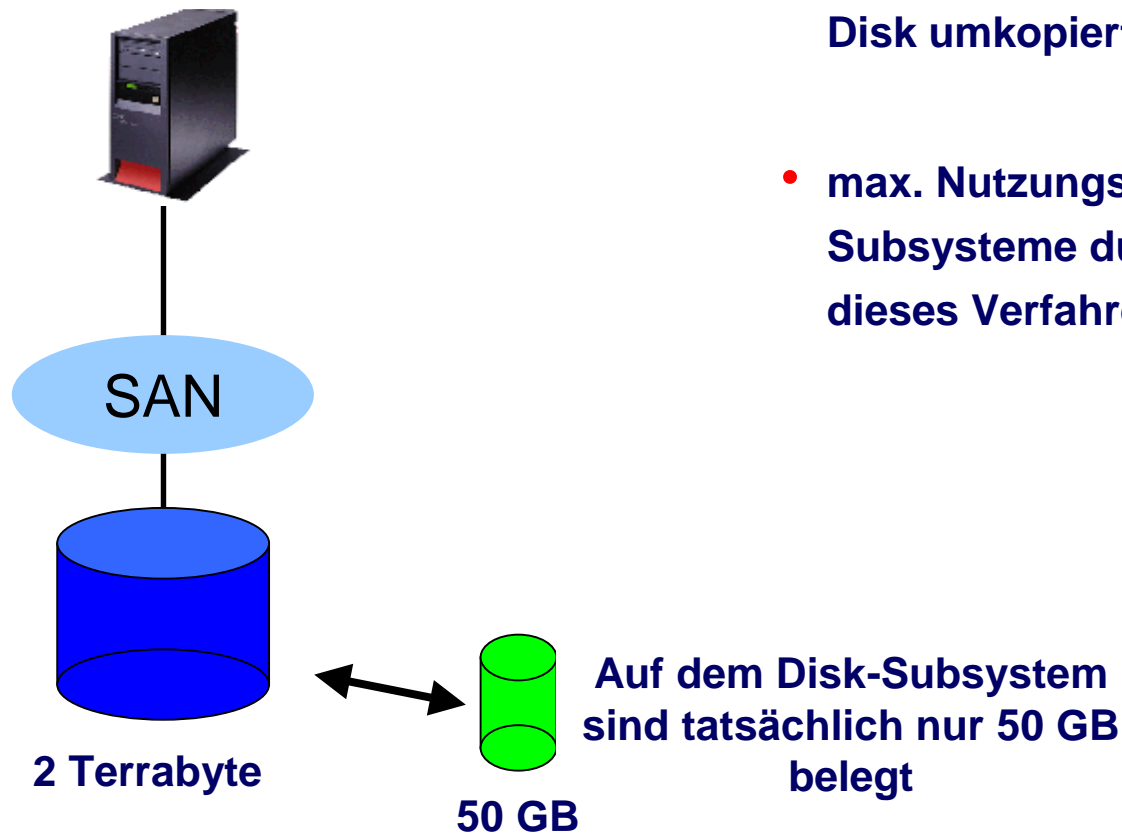 Disk umkopiert
• max. Nutzungs
Subsysteme du
dieses Verfahre
SAN
Auf dem Disk-Subsystem
sind tatsächlich nur 50 GB
belegt
2 Terrabyte
50 GB